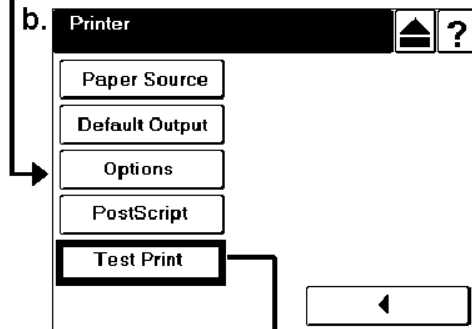 b.
Printer
?
Paper Source
Default Output
Options
PostScript
Test Print